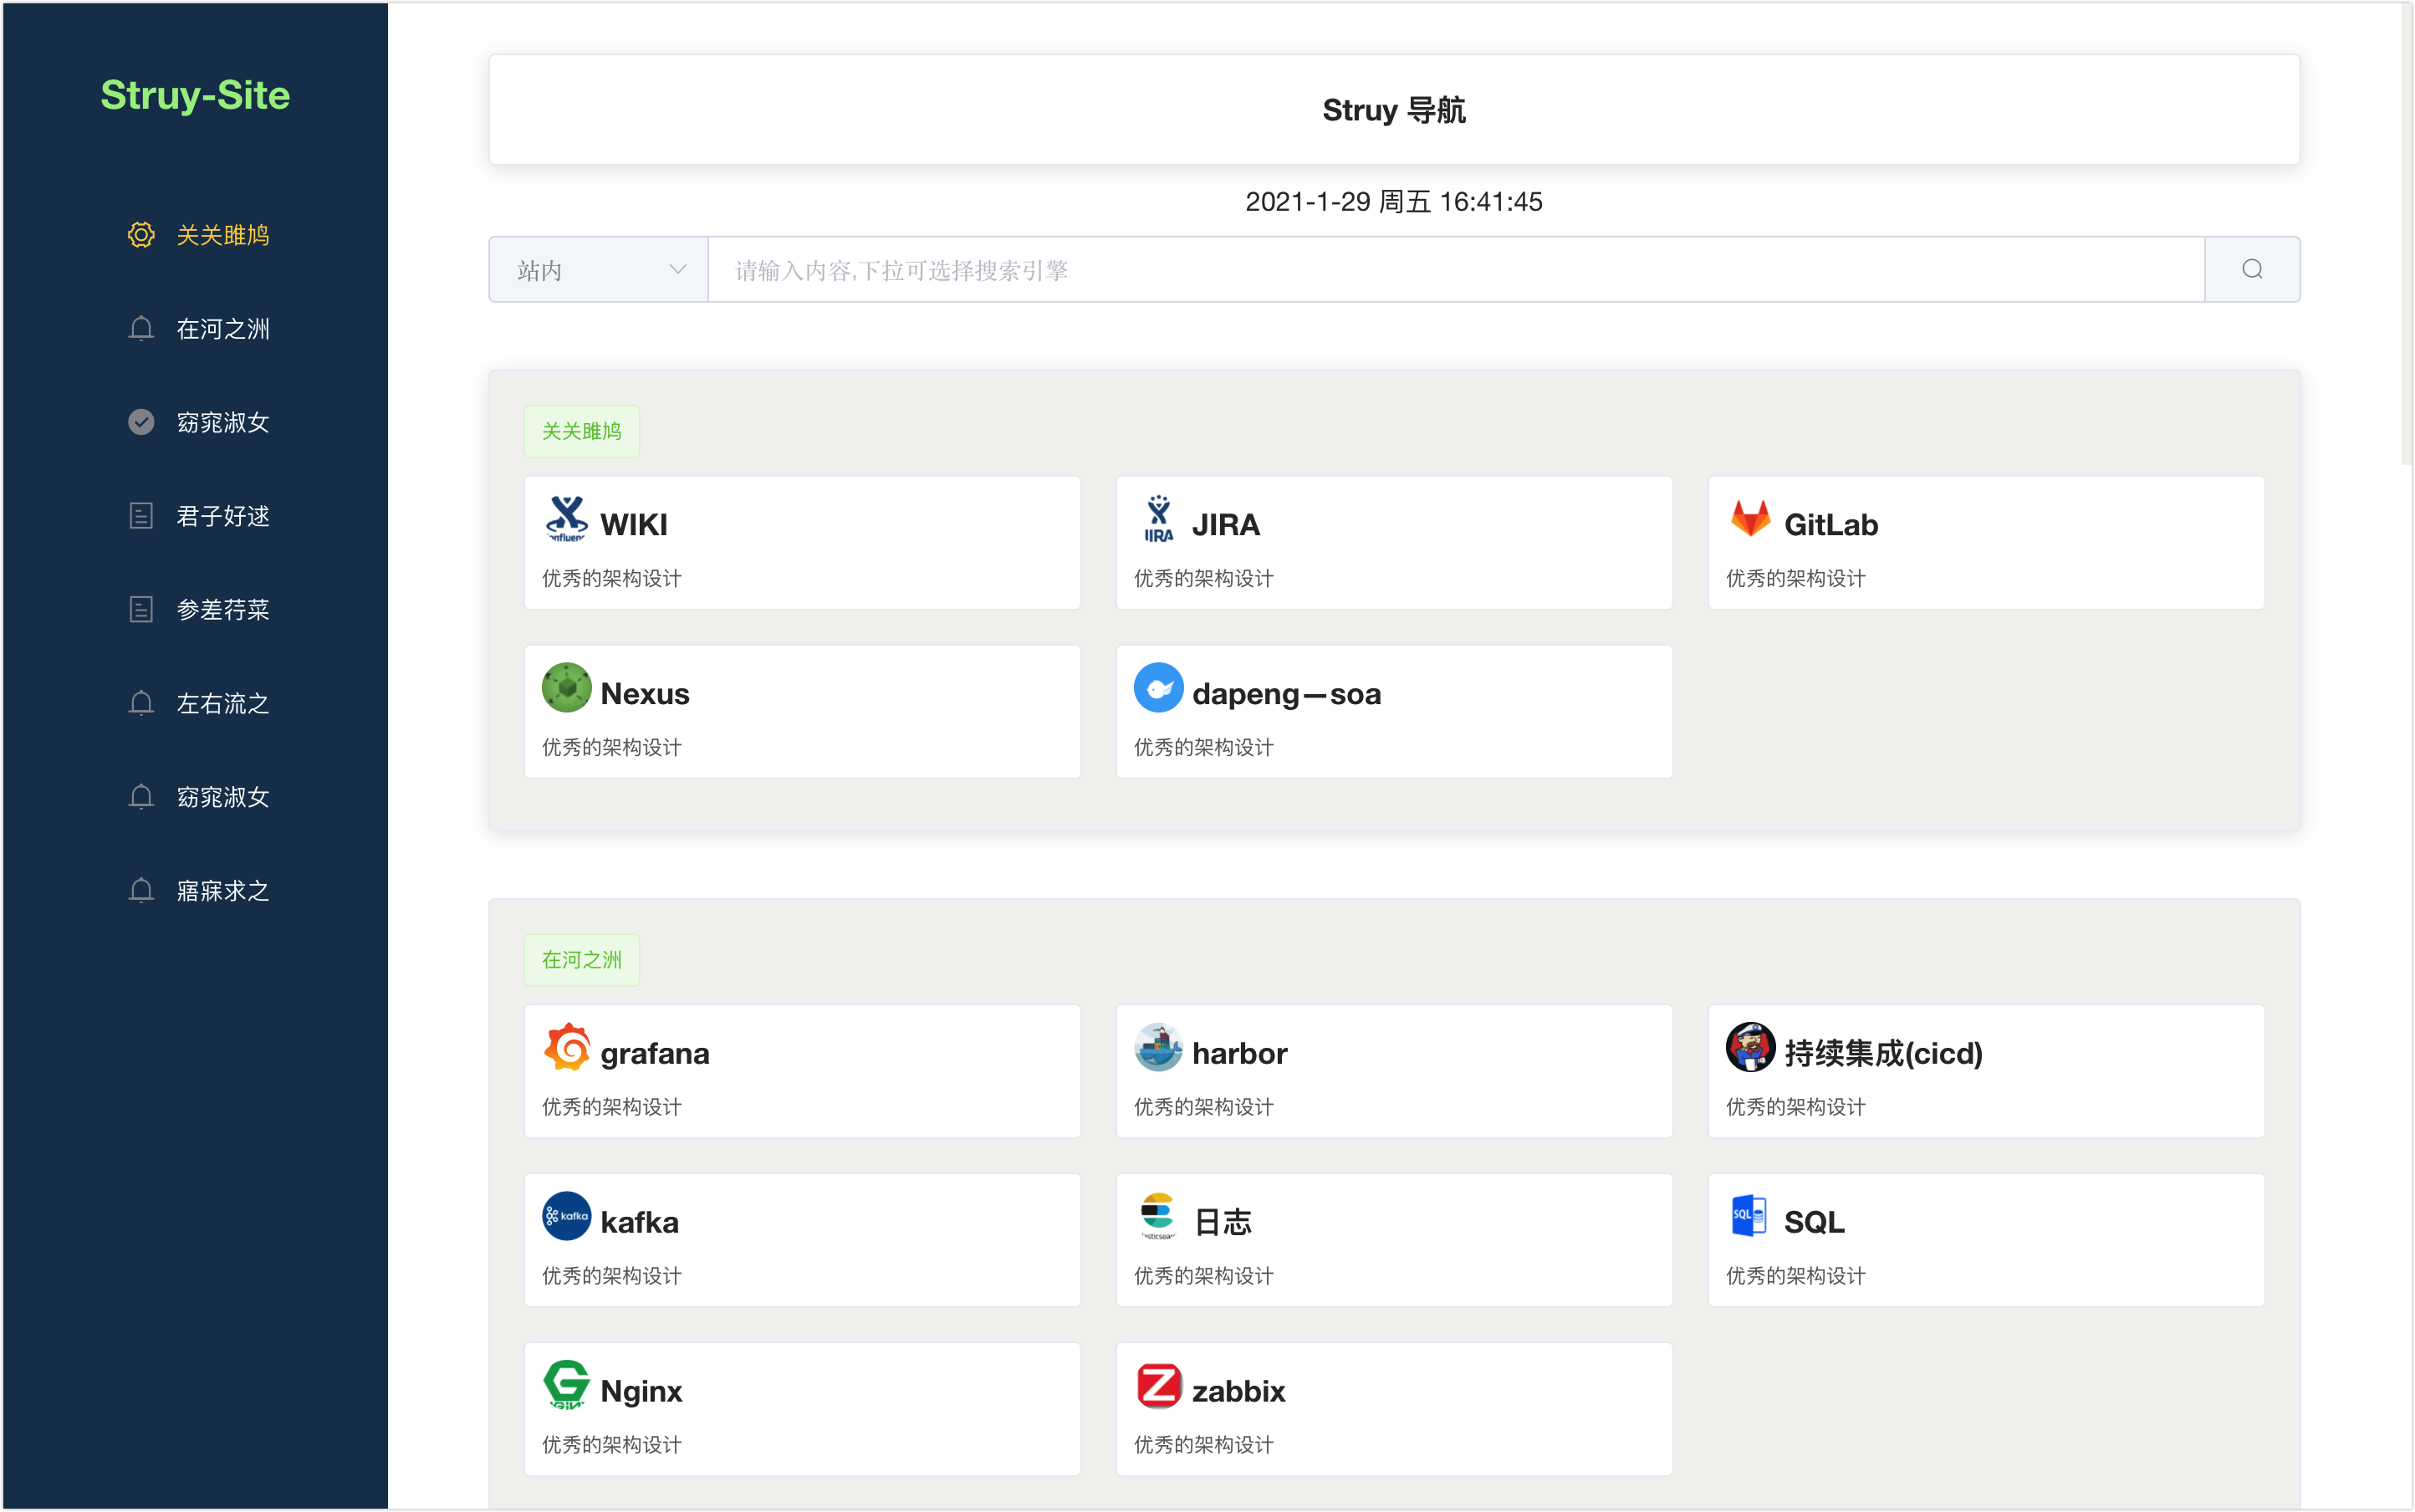 Struy-Site
关关雎鸠
在河之洲
窈窕淑女
君子好逑
参差荇菜
左右流之
窈窕淑女
寤寐求之
Struy 导航
2021-1-29 周五 16:41:45
站内
请输入内容,下拉可选择搜索引擎
关关雎鸠
WIKI
优秀的架构设计
JIRA
优秀的架构设计
GitLab
优秀的架构设计
Nexus
优秀的架构设计
dapeng—soa
优秀的架构设计
在河之洲
grafana
优秀的架构设计
harbor
优秀的架构设计
持续集成(cicd)
优秀的架构设计
kafka
kafka
优秀的架构设计
日志
优秀的架构设计
SQL
SQL
优秀的架构设计
Nginx
优秀的架构设计
zabbix
优秀的架构设计